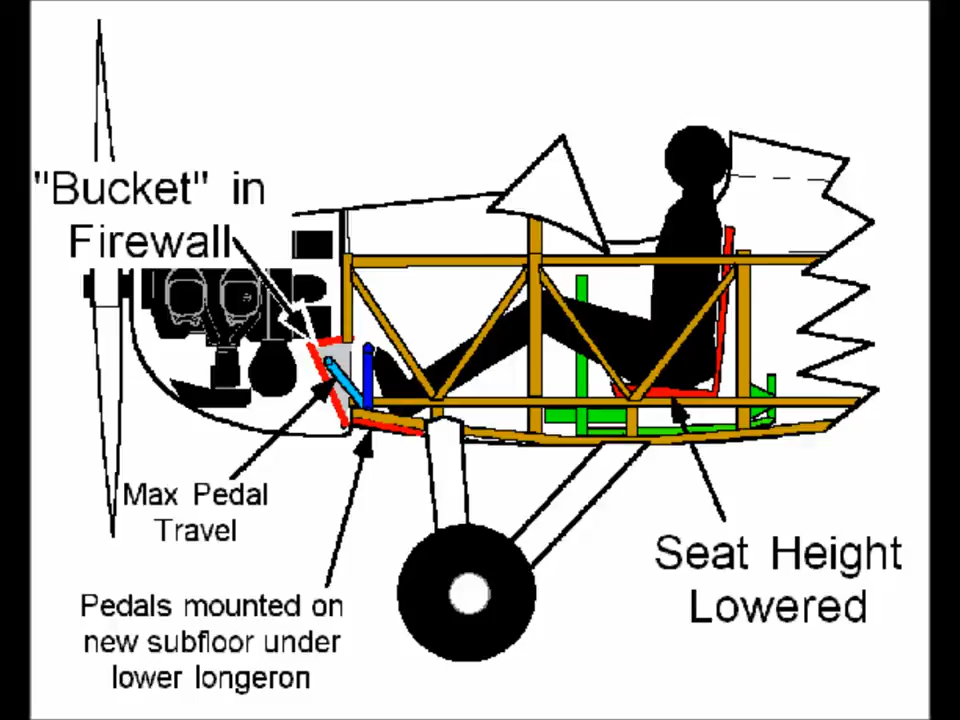 "Bucket" in
Firewall
Max Pedal
Travel
Pedals mounted on
new subfloor under
lower longeron
Seat Height
Lowered